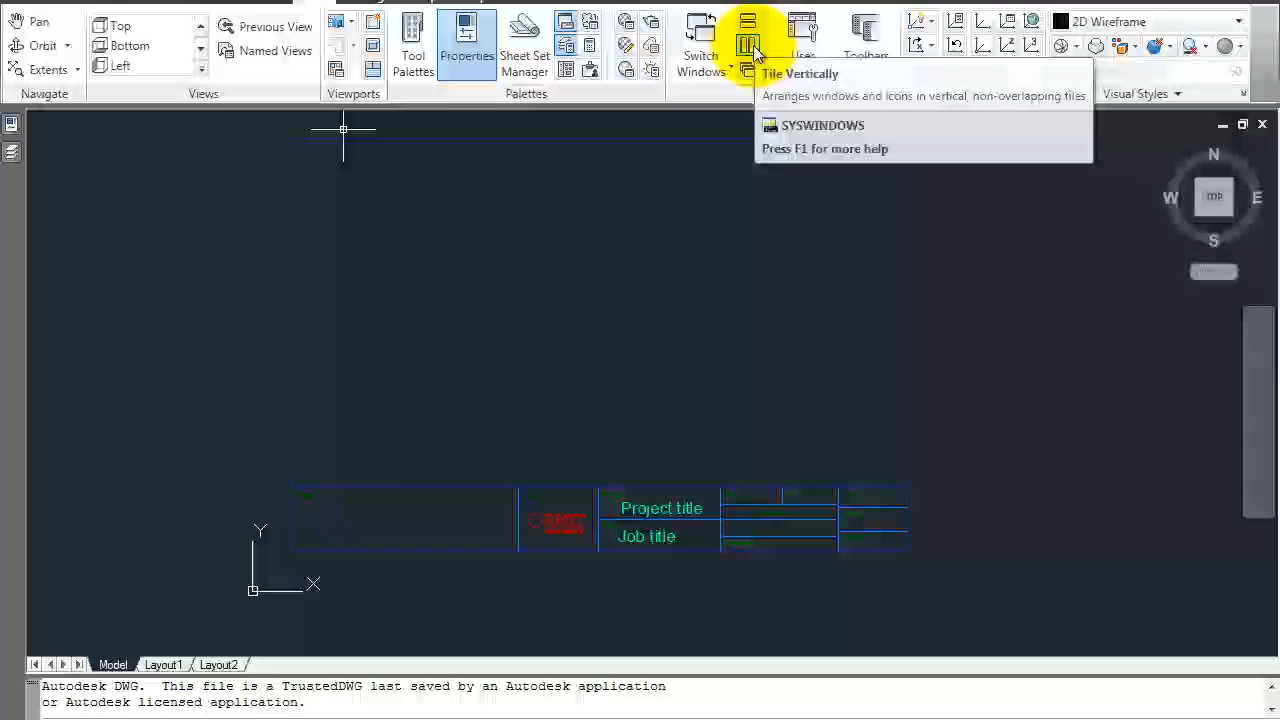 Pan
Orbit
Extents
Navigate
Top
Bottom
Left
Previous View
Named Views
Views
Viewports
Tool
Palettes
Properties
Sheet Set
Manager
Palettes
Switch
Windows
User
Toolbars
2D Wireframe
Visual Styles
Tile Vertically
Arranges windows and icons in vertical, non-overlapping tiles
SYSWINDOWS
Press F1 for more help
N
W
TOP
E
S
Project title
Job title
Y
X
Model
Layout1
Layout2
Autodesk DWG. This file is a TrustedDWG last saved by an Autodesk application
or Autodesk licensed application.